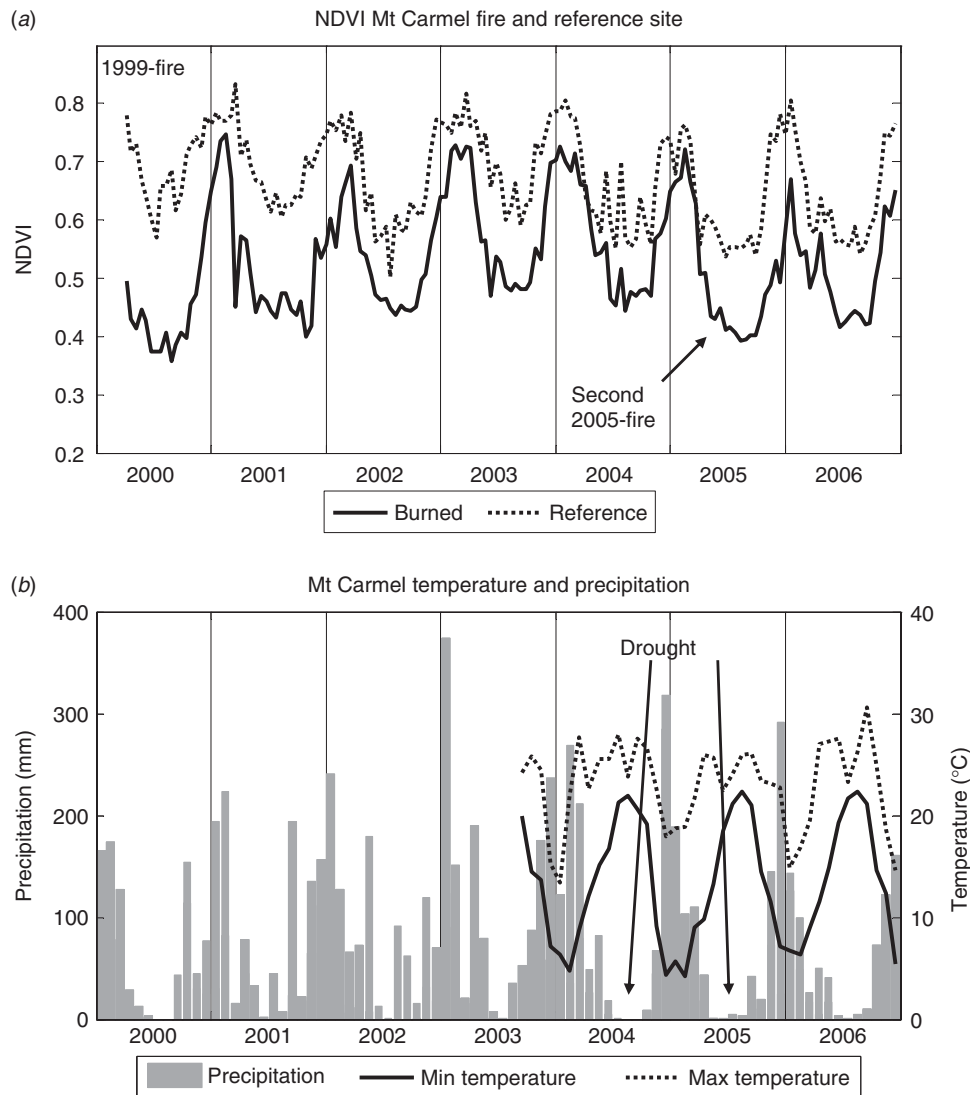 (a)
NDVI Mt Carmel fire and reference site
1999-fire
0.8
0.7
0.6
0.5
0.4
0.3
0.2
NDVI
Second
2005-fire
2000 2001 2002 2003 2004 2005 2006
Burned Reference
(b)
Mt Carmel temperature and precipitation
400
300
200
100
0
Precipitation (mm)
Drought
40
30
20
10
0
Temperature (°C)
2000 2001 2002 2003 2004 2005 2006
Precipitation Min temperature Max temperature